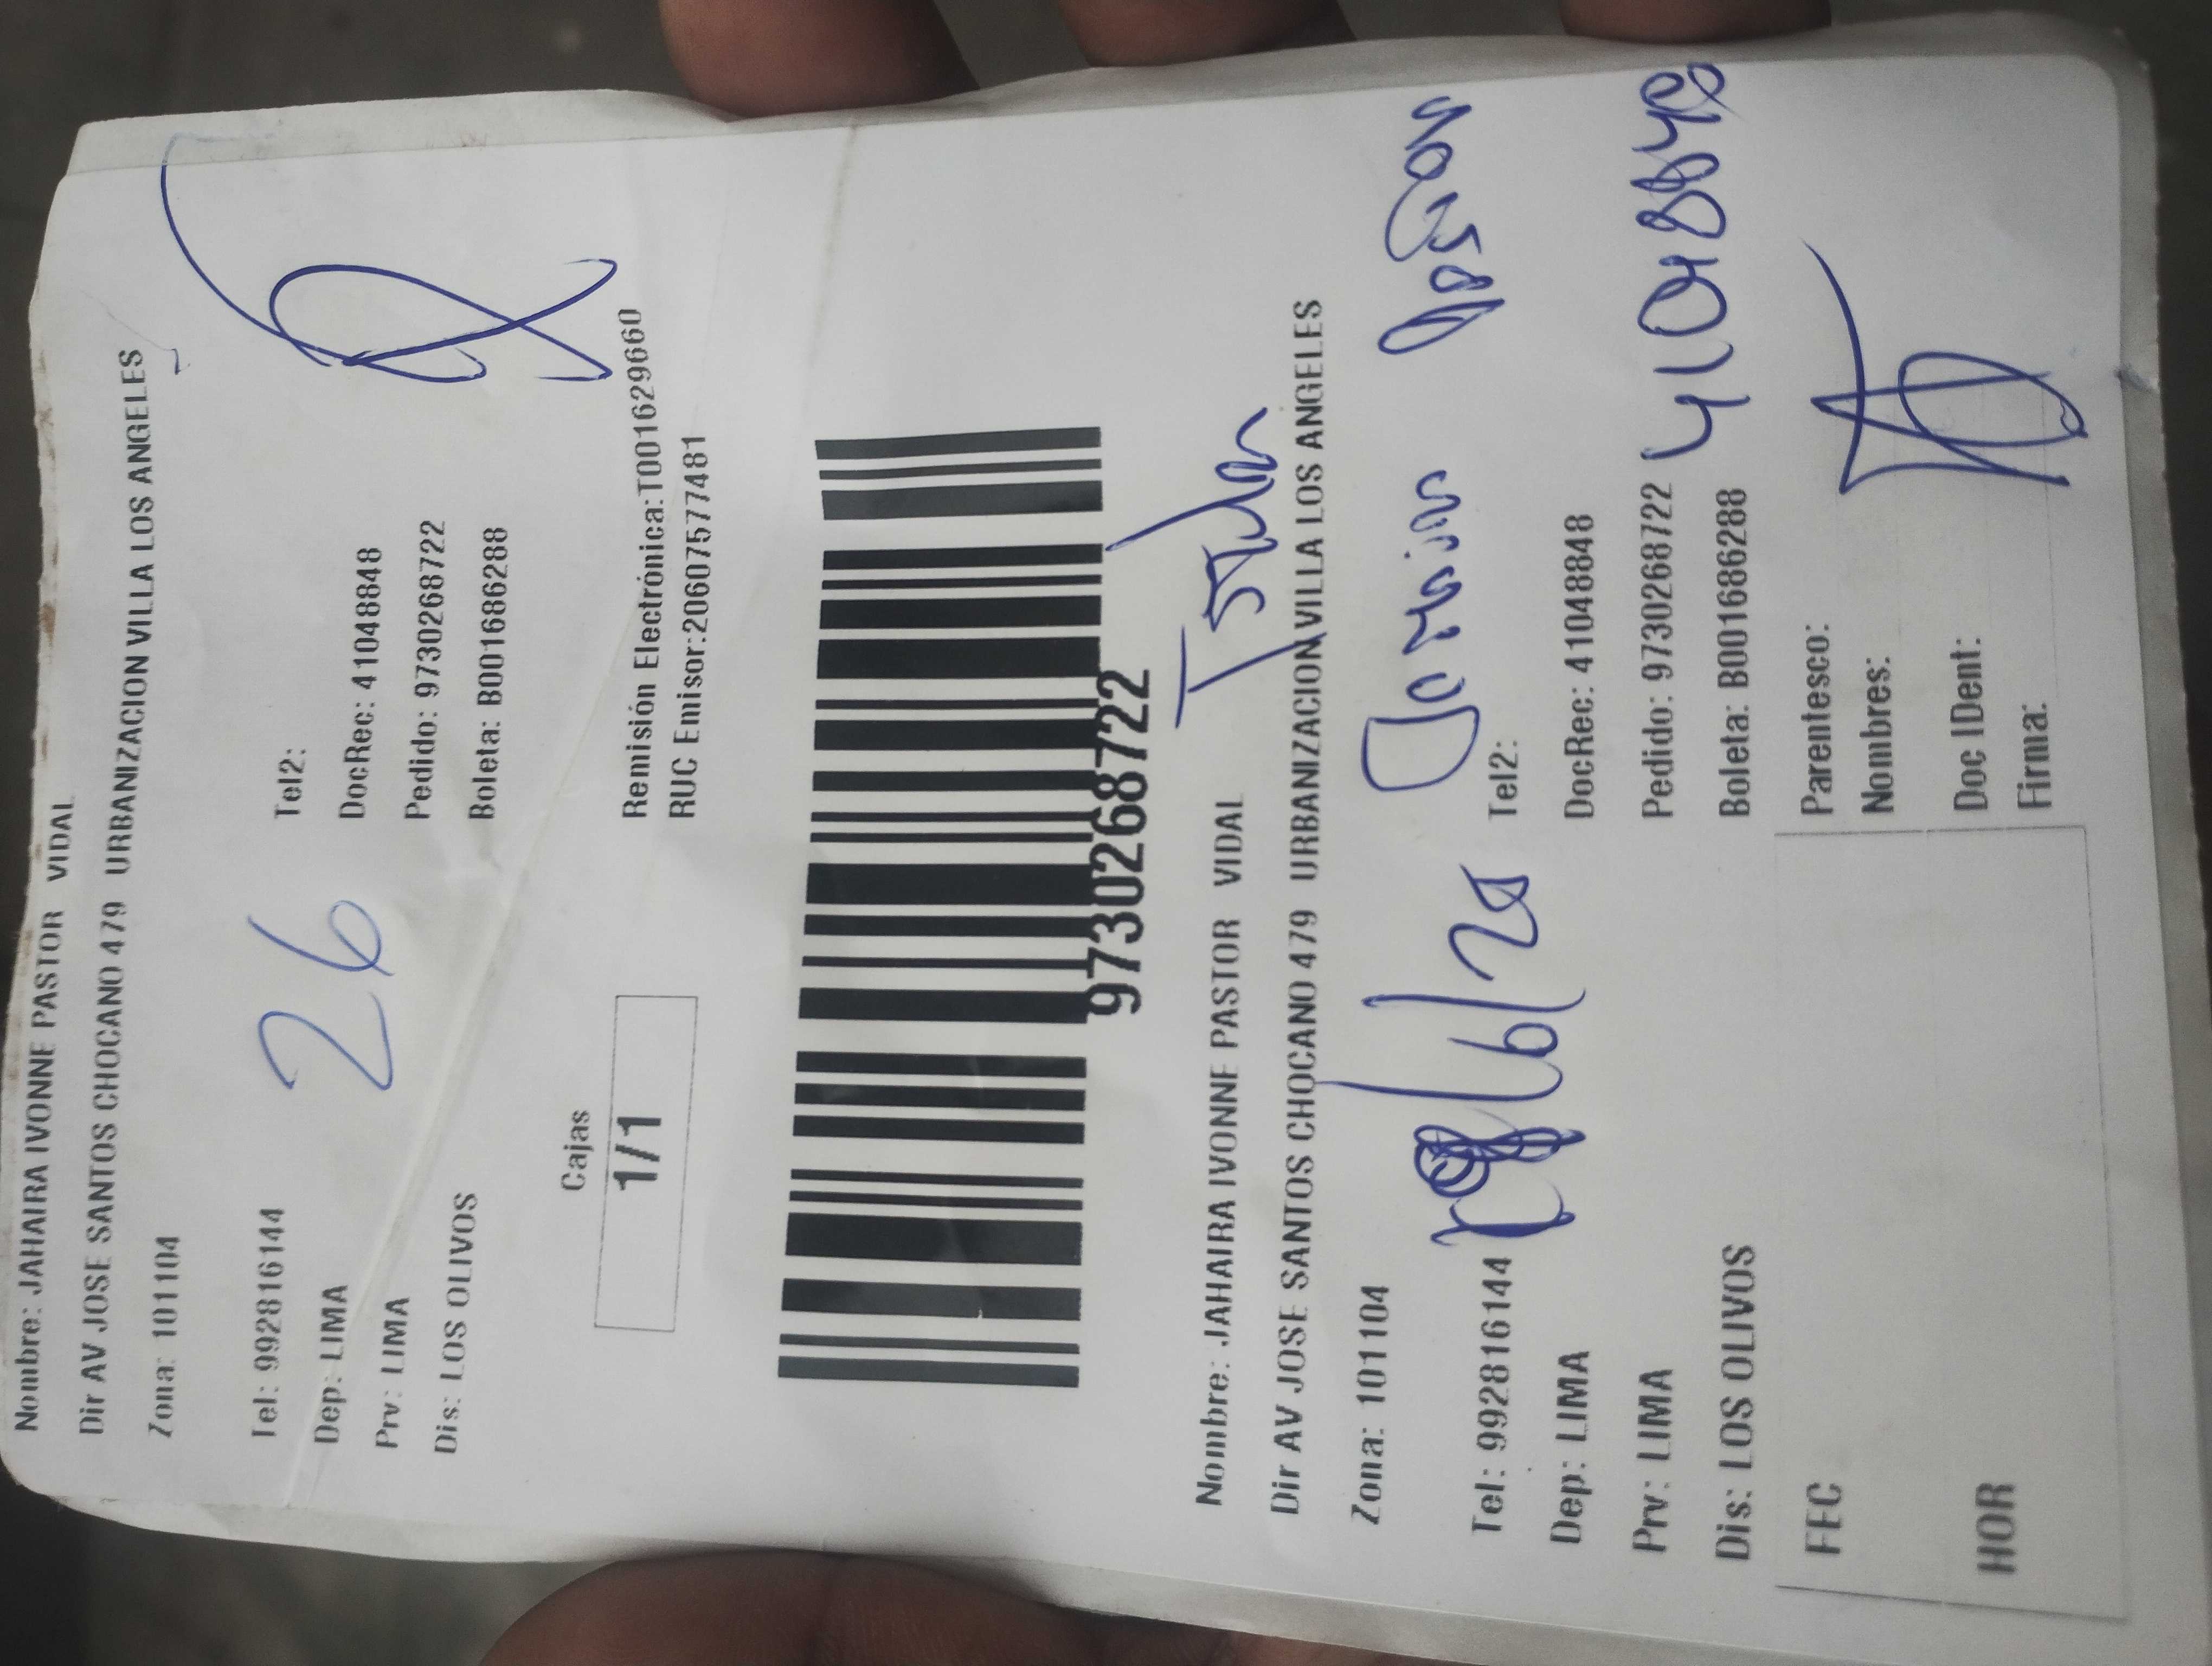 Nombre: JAHAIRA IVONNE PASTOR VIDAL
Dir AV JOSE SANTOS CHOCANO 479 URBANIZACION VILLA LOS ANGELES
Zona: 101104
26
Tel: 992816144 Tel2:
Dep: LIMA DocRec: 41048848
Prv: LIMA Pedido: 9730268722
Dis: LOS OLIVOS Boleta: B001686288
Cajas
1/1
Remisión Electrónica:T001629660
RUC Emisor:20607577481
9730268722
Nombre: JAHAIRA IVONNE PASTOR VIDAL
Dir AV JOSE SANTOS CHOCANO 479 URBANIZACION VILLA LOS ANGELES
Zona: 101104
Tel: 992816144 Tel2:
Dep: LIMA DocRec: 41048848
Prv: LIMA Pedido: 9730268722
Dis: LOS OLIVOS Boleta: B001686288
FEC Parentesco:
Nombres:
HOR Doc IDent:
Firma: